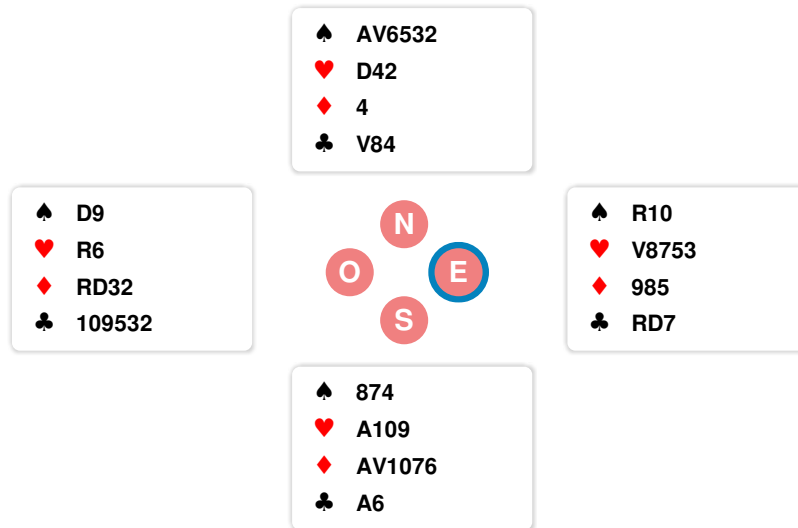 ♠ AV6532
♥ D42
♦ 4
♣ V84
♠ D9
♥ R6
♦ RD32
♣ 109532
N
O E
S
♠ R10
♥ V8753
♦ 985
♣ RD7
♠ 874
♥ A109
♦ AV1076
♣ A6